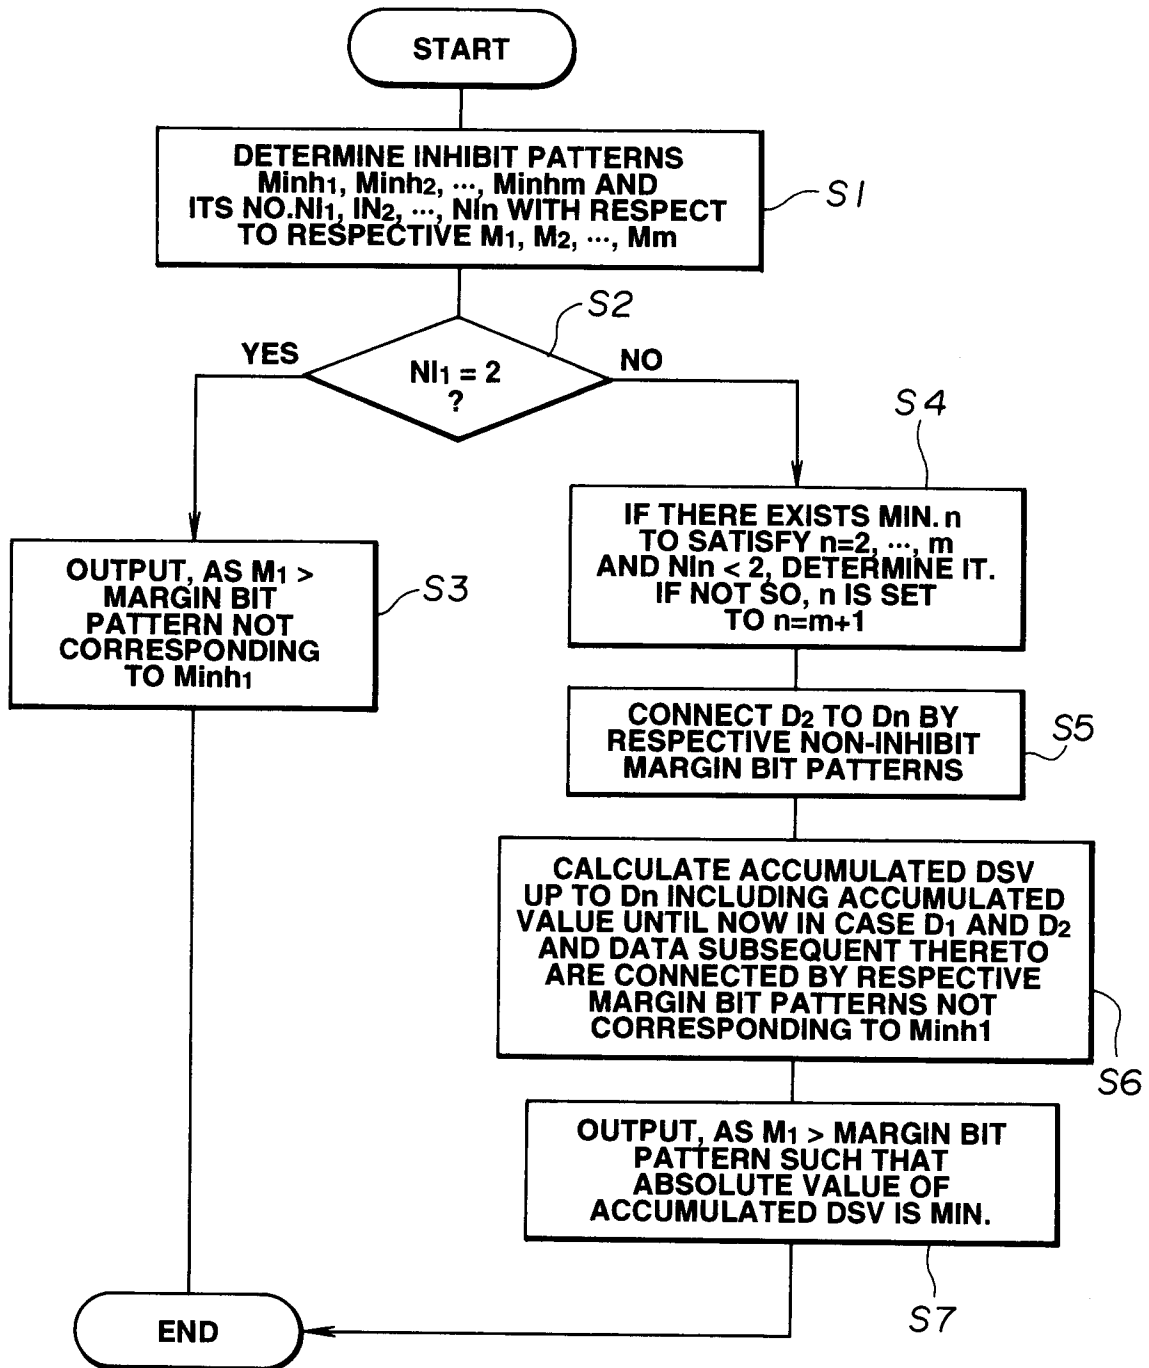 START
DETERMINE INHIBIT PATTERNS
Minh1, Minh2, ···, Minhm AND
ITS NO.NI1, IN2, ···, NIn WITH RESPECT
TO RESPECTIVE M1, M2, ···, Mm
S1
S2
YES
NI1 = 2
?
NO
S4
IF THERE EXISTS MIN. n
TO SATISFY n=2, ···, m
AND NIn < 2, DETERMINE IT.
IF NOT SO, n IS SET
TO n=m+1
OUTPUT, AS M1 >
MARGIN BIT
PATTERN NOT
CORRESPONDING
TO Minh1
S3
CONNECT D2 TO Dn BY
RESPECTIVE NON-INHIBIT
MARGIN BIT PATTERNS
S5
CALCULATE ACCUMULATED DSV
UP TO Dn INCLUDING ACCUMULATED
VALUE UNTIL NOW IN CASE D1 AND D2
AND DATA SUBSEQUENT THERETO
ARE CONNECTED BY RESPECTIVE
MARGIN BIT PATTERNS NOT
CORRESPONDING TO Minh1
S6
OUTPUT, AS M1 > MARGIN BIT
PATTERN SUCH THAT
ABSOLUTE VALUE OF
ACCUMULATED DSV IS MIN.
S7
END